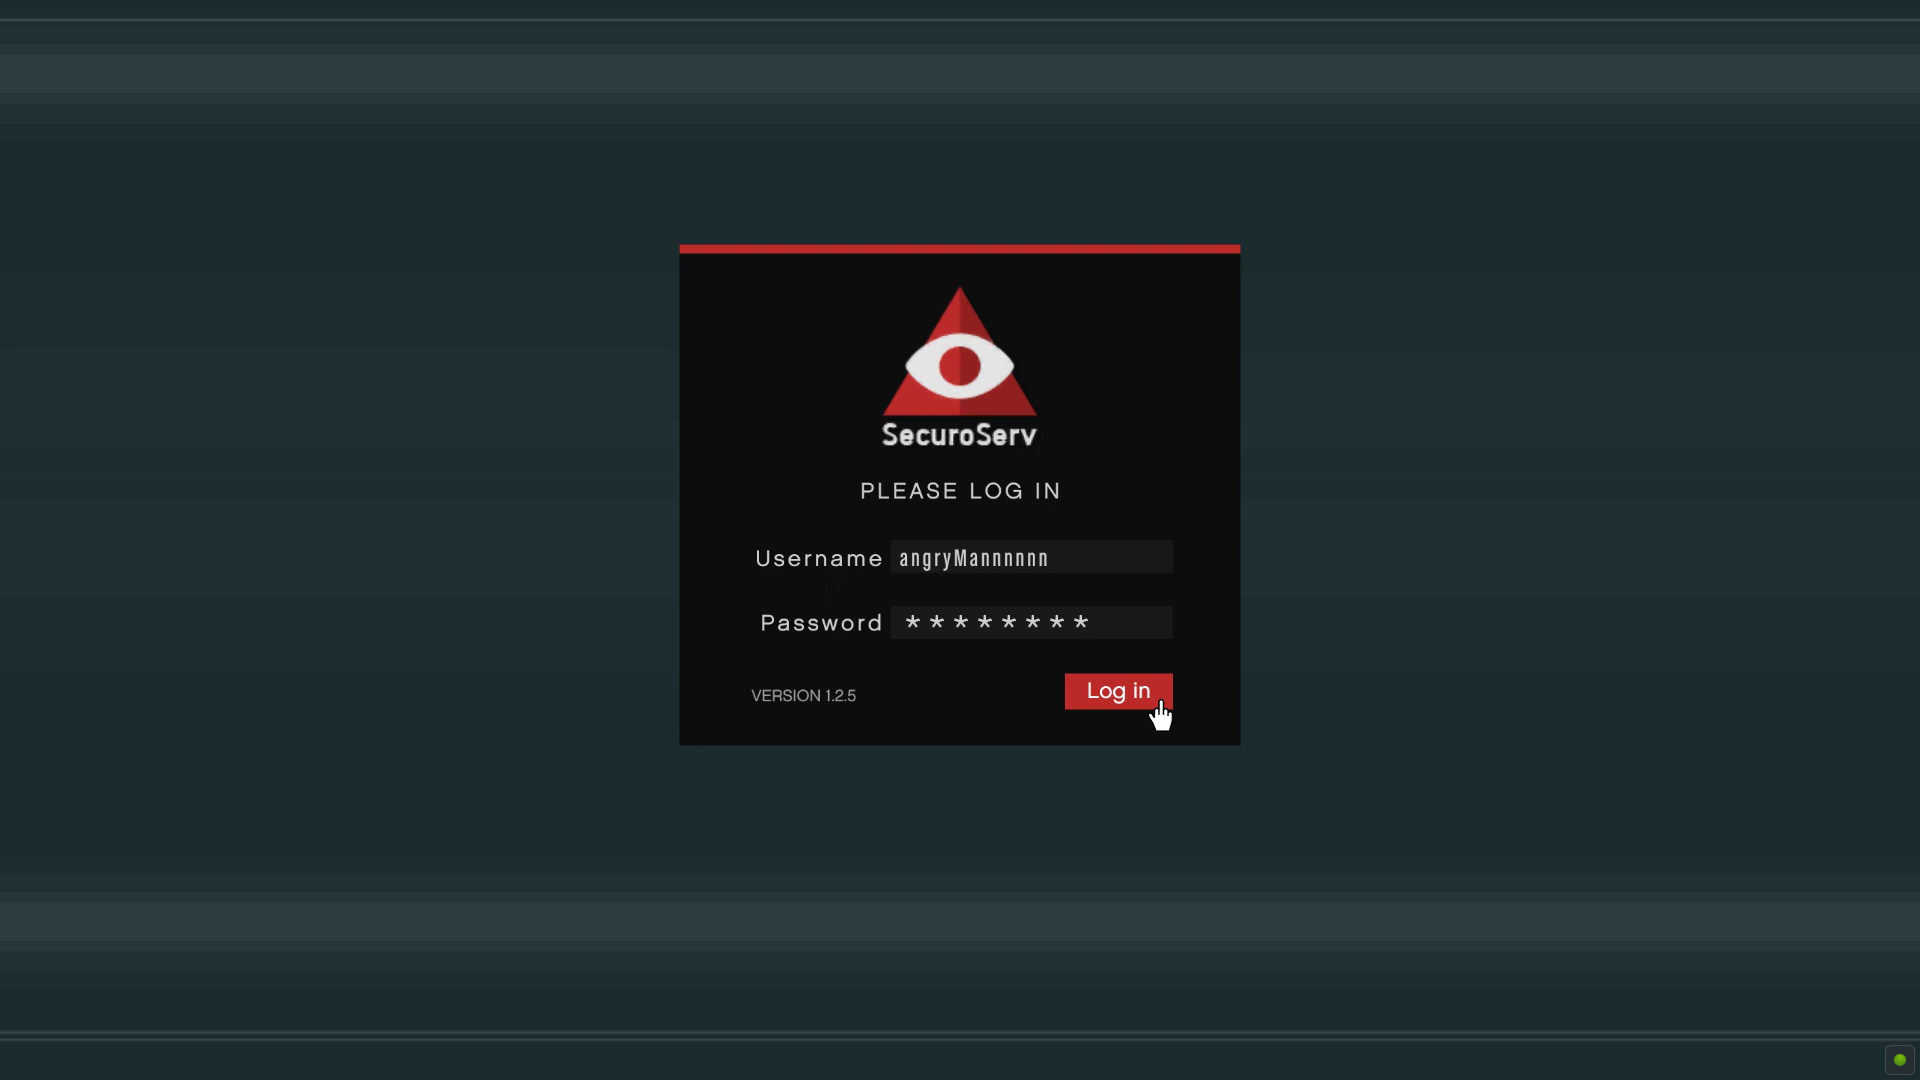 SecuroServ
PLEASE LOG IN
Username angryMannnnnn
Password ********
VERSION 1.2.5
Log in